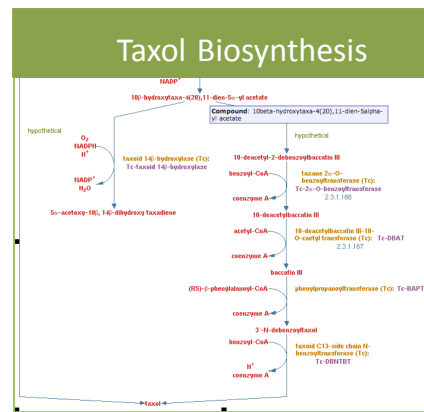 Taxol Biosynthesis
NADP+
10β-hydroxytaxa-4(20),11-dien-5α-yl acetate
Compound: 10beta-hydroxytaxa-4(20),11-dien-5alpha-
yl acetate
hypothetical
O2
NADPH
H+
taxoid 14β-hydroxylase (Tc):
Tc-taxoid 14β-hydroxylase
NADP+
H2O
5α-acetoxy-10β, 14β-dihydroxy taxadiene
hypothetical
10-deacetyl-2-debenzoylbaccatin III
benzoyl-CoA
coenzyme A
taxane 2α-O-
benzoyltransferase (Tc):
Tc-2α-O-benzoyltransferase
2.3.1.166
10-deacetylbaccatin III
acetyl-CoA
coenzyme A
10-deacetylbaccatin III-10-
O-acetyl transferase (Tc): Tc-DBAT
2.3.1.167
baccatin III
(RS)-β-phenylalanoyl-CoA
coenzyme A
phenylpropanoyltransferase (Tc): Tc-BAPT
3'-N-debenzoyltaxol
benzoyl-CoA
H+
coenzyme A
taxoid C13-side chain N-
benzoyltransferase (Tc):
Tc-DBNTBT
taxol